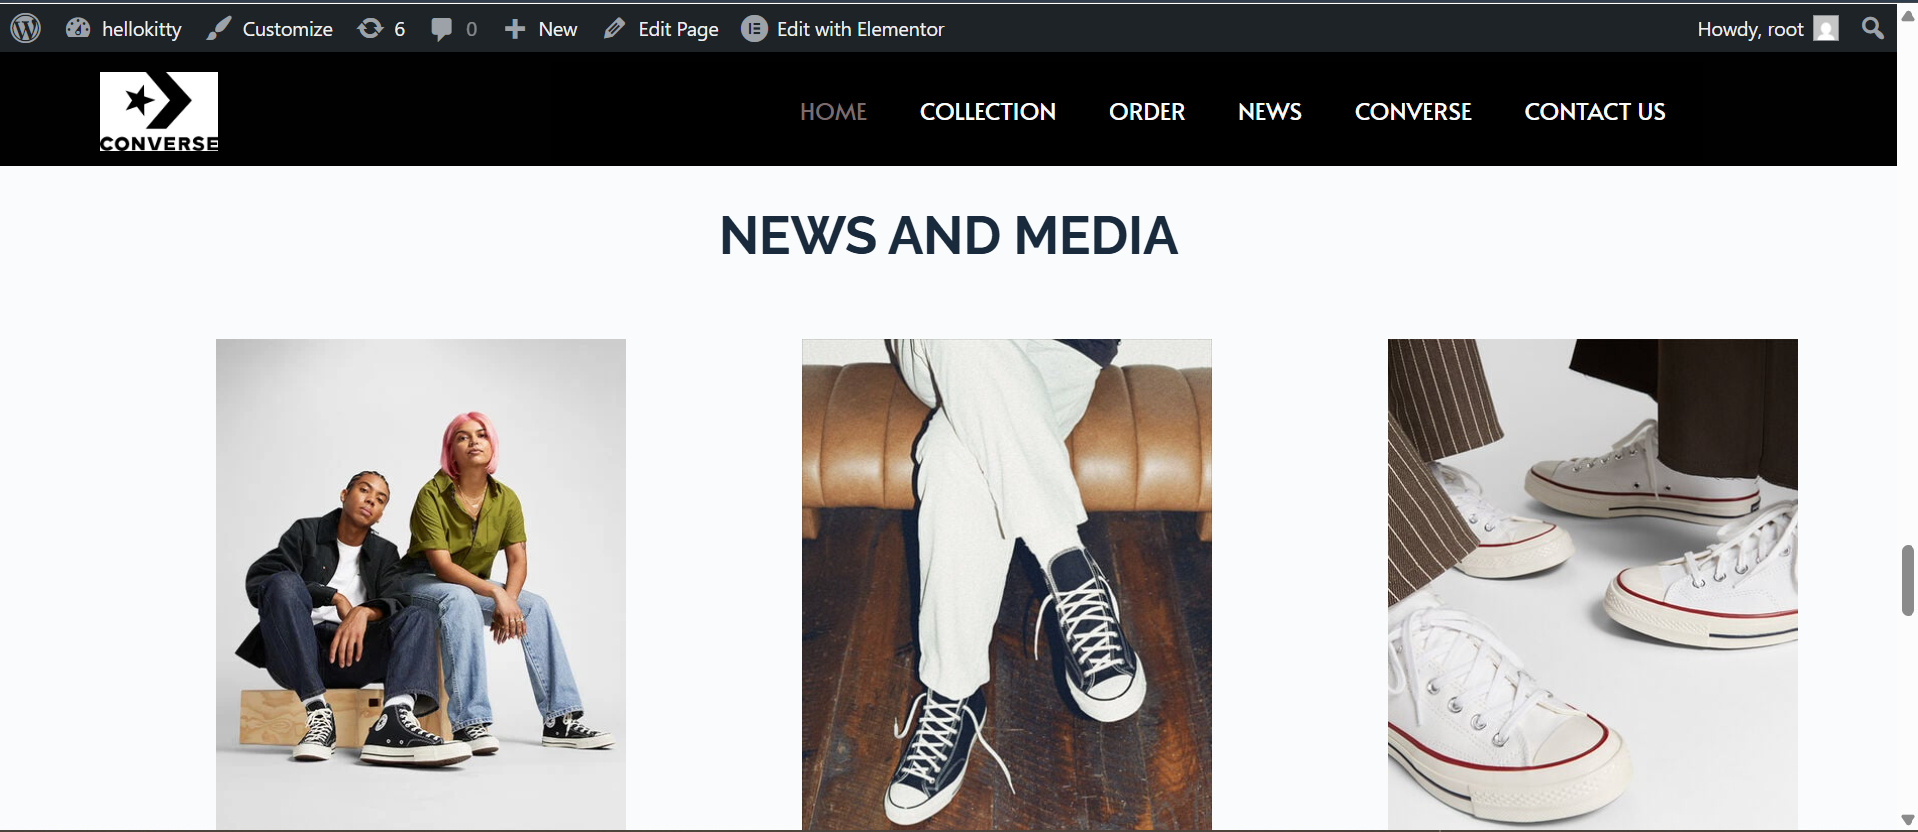 hellokitty Customize 6 0 New Edit Page Edit with Elementor Howdy, root
CONVERSE
HOME COLLECTION ORDER NEWS CONVERSE CONTACT US
NEWS AND MEDIA